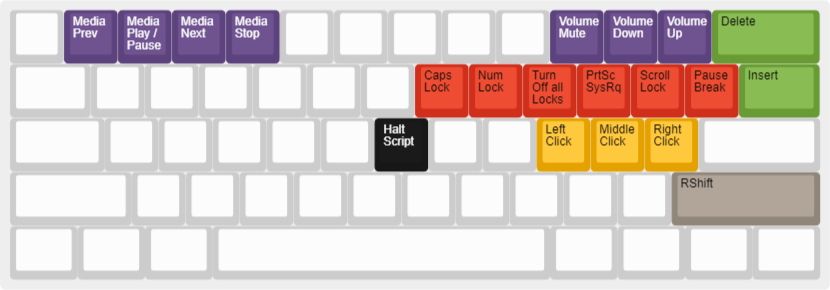 Media
Prev
Media
Play /
Pause
Media
Next
Media
Stop
Volume
Mute
Volume
Down
Volume
Up
Delete
Caps
Lock
Num
Lock
Turn
Off all
Locks
PrtSc
SysRq
Scroll
Lock
Pause
Break
Insert
Halt
Script
Left
Click
Middle
Click
Right
Click
RShift